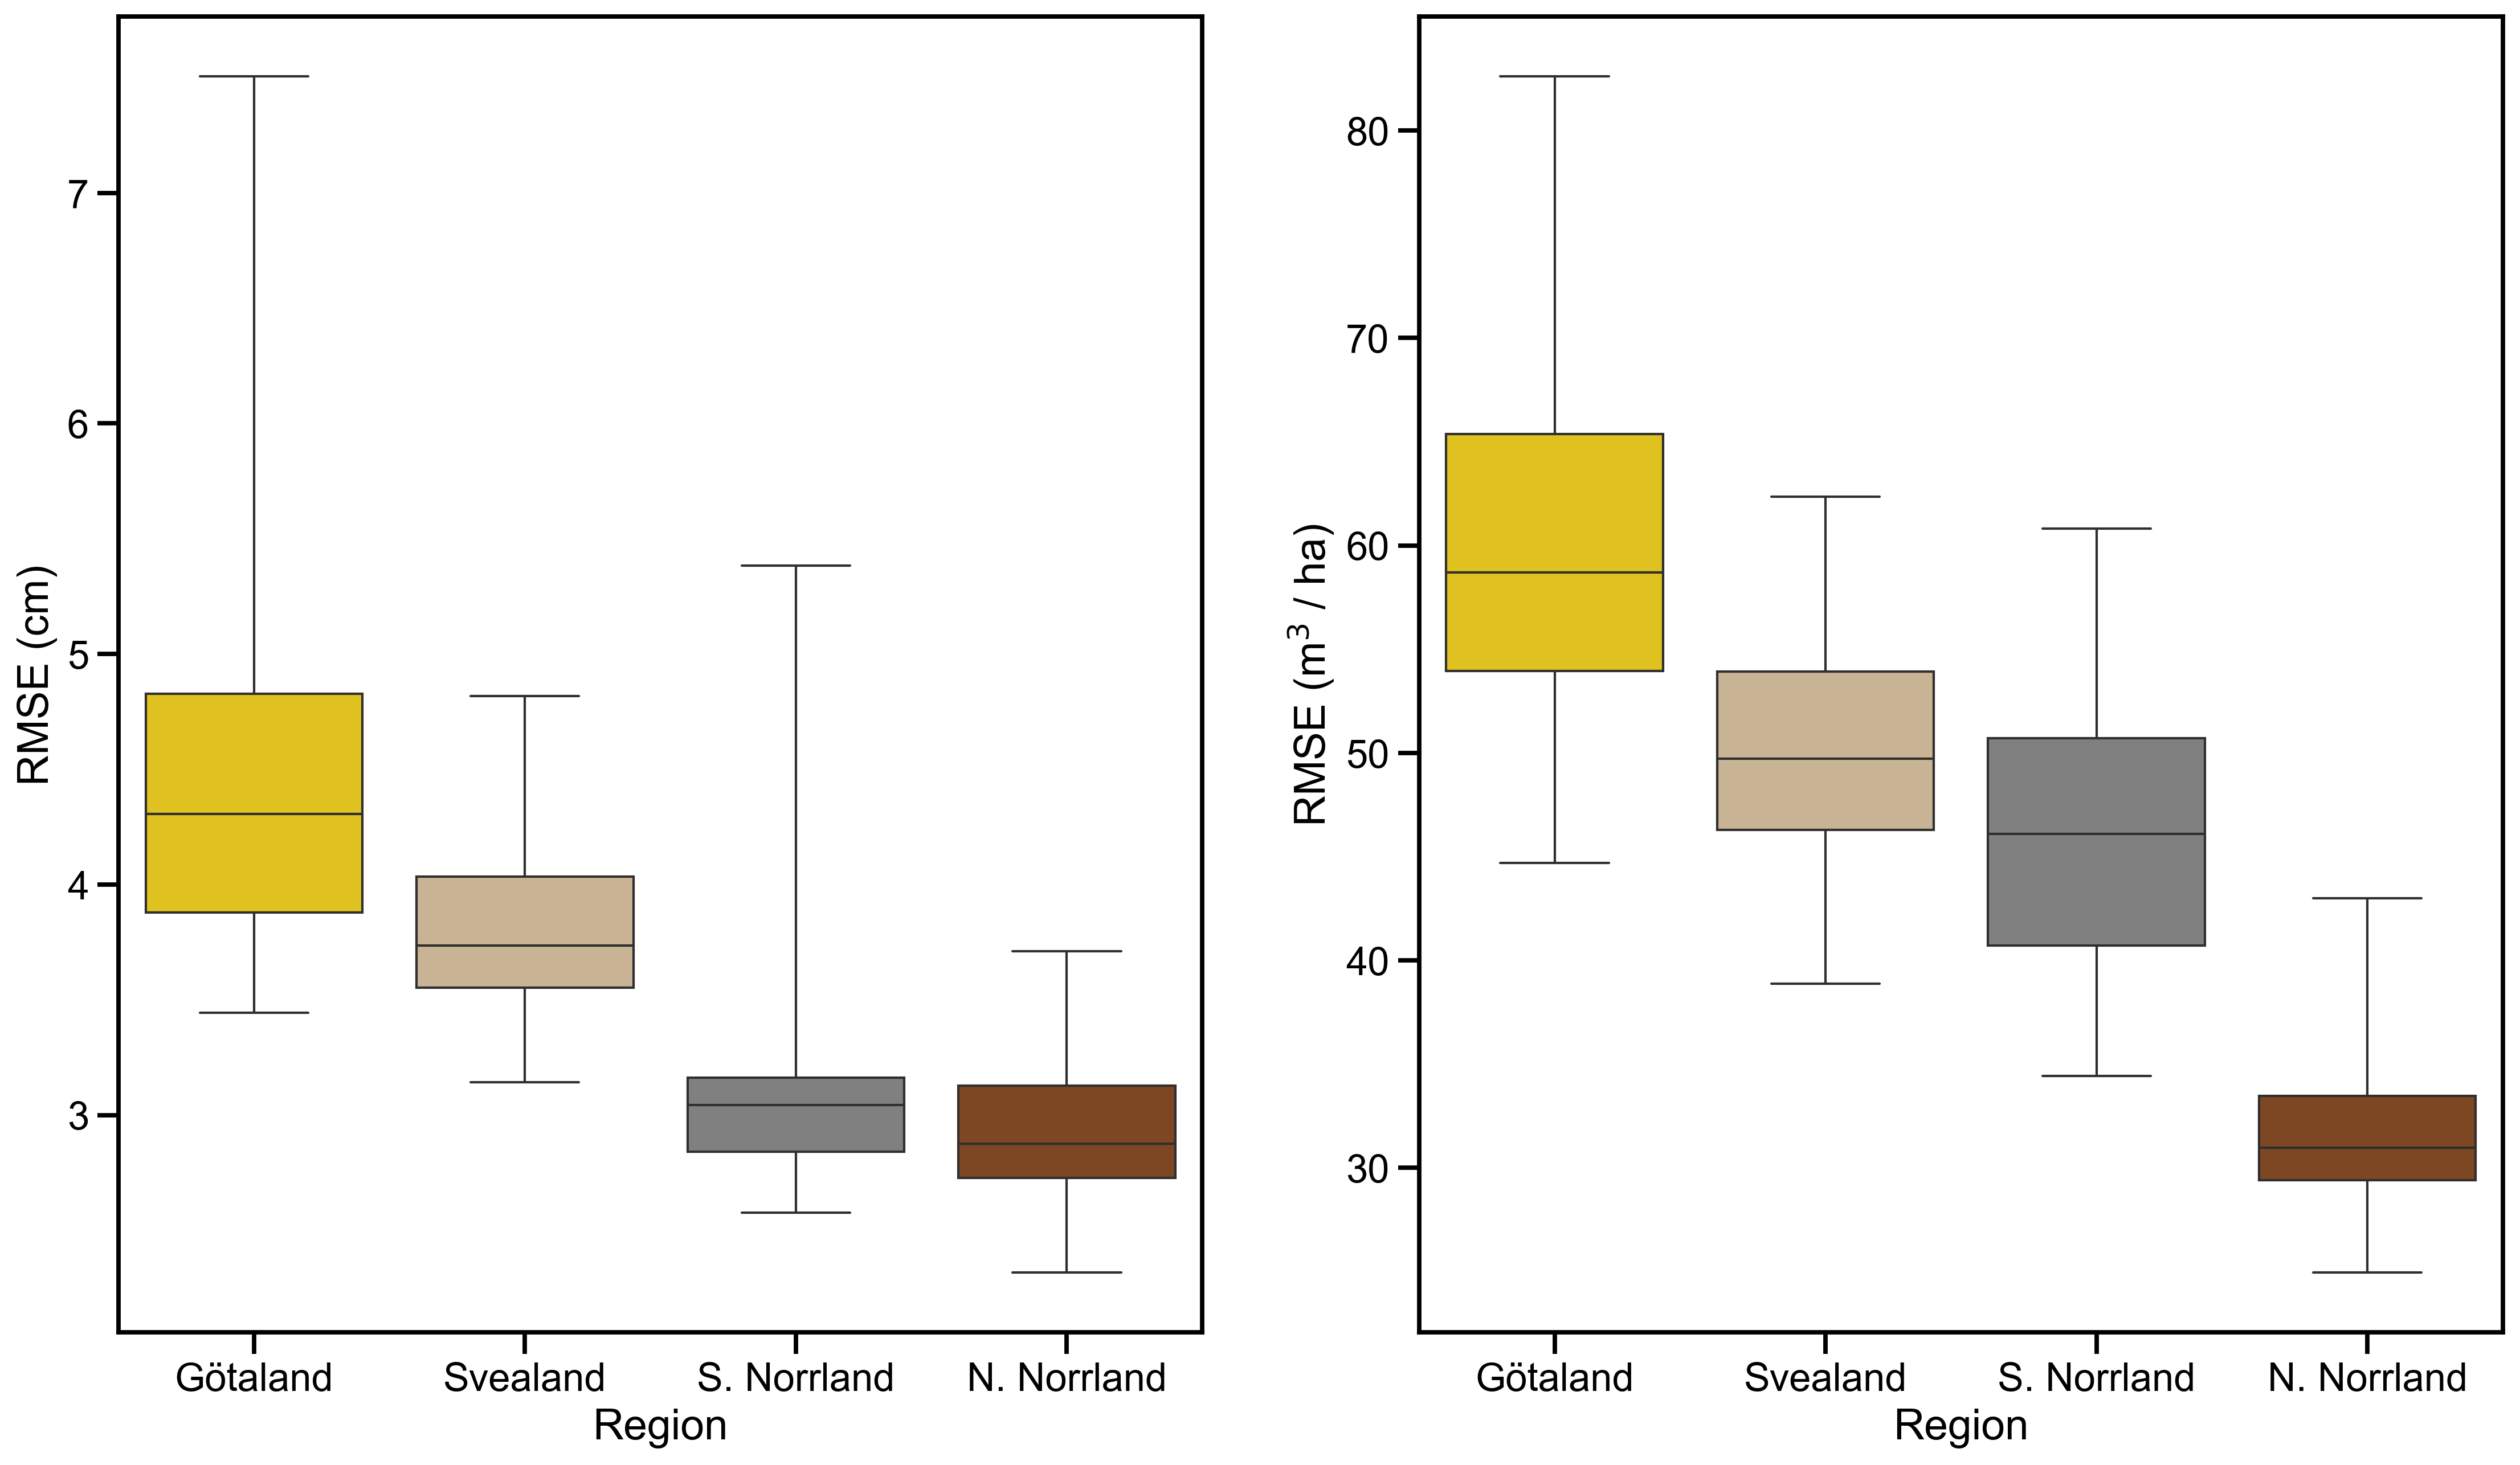 RMSE (cm)
7
6
5
4
3
Götaland Svealand S. Norrland N. Norrland
Region
RMSE (m³ / ha)
80
70
60
50
40
30
Götaland Svealand S. Norrland N. Norrland
Region